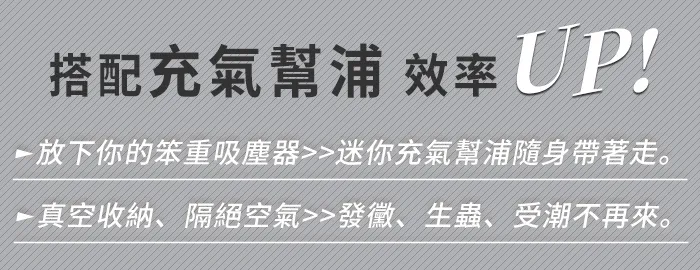 搭配充氣幫浦 效率UP!
►放下你的笨重吸塵器>>迷你充氣幫浦隨身帶著走。
►真空收納、隔絕空氣>>發黴、生蟲、受潮不再來。